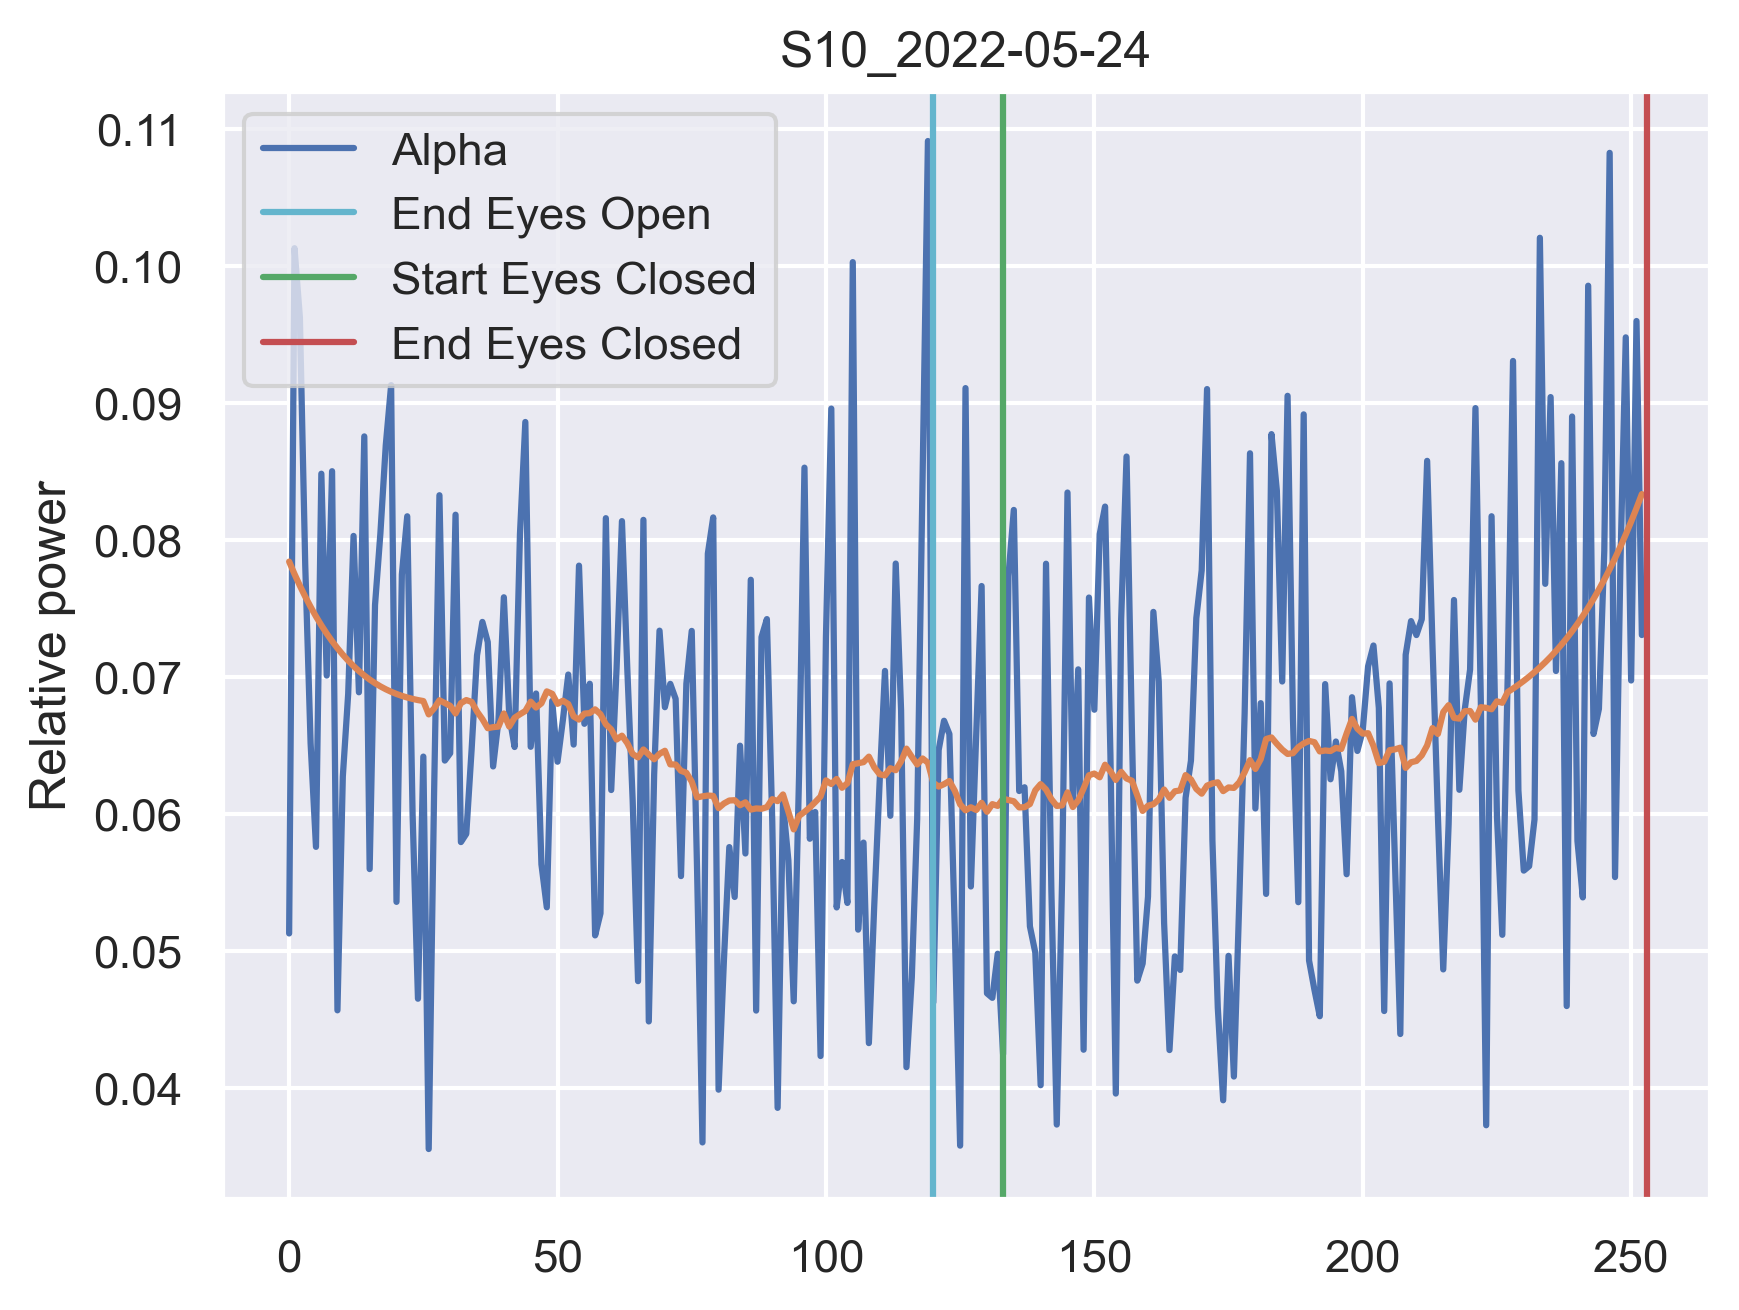 S10_2022-05-24
Alpha
End Eyes Open
Start Eyes Closed
End Eyes Closed
Relative power
0.11
0.10
0.09
0.08
0.07
0.06
0.05
0.04
0 50 100 150 200 250